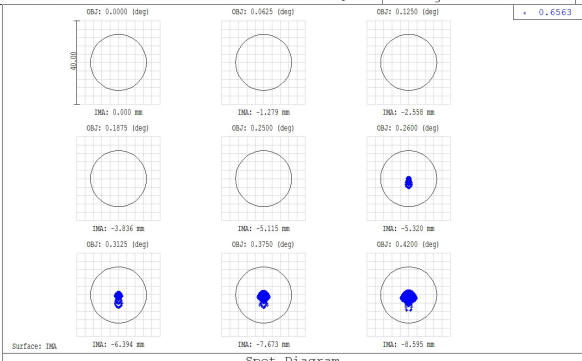 0.6563
OBJ: 0.0000 (deg) OBJ: 0.0625 (deg) OBJ: 0.1250 (deg)
40.00
IMA: 0.000 mm IMA: -1.279 mm IMA: -2.558 mm
OBJ: 0.1875 (deg) OBJ: 0.2500 (deg) OBJ: 0.2600 (deg)
IMA: -3.836 mm IMA: -5.115 mm IMA: -5.320 mm
OBJ: 0.3125 (deg) OBJ: 0.3750 (deg) OBJ: 0.4200 (deg)
Surface: IMA IMA: -6.394 mm IMA: -7.673 mm IMA: -8.595 mm
Spot Diagram